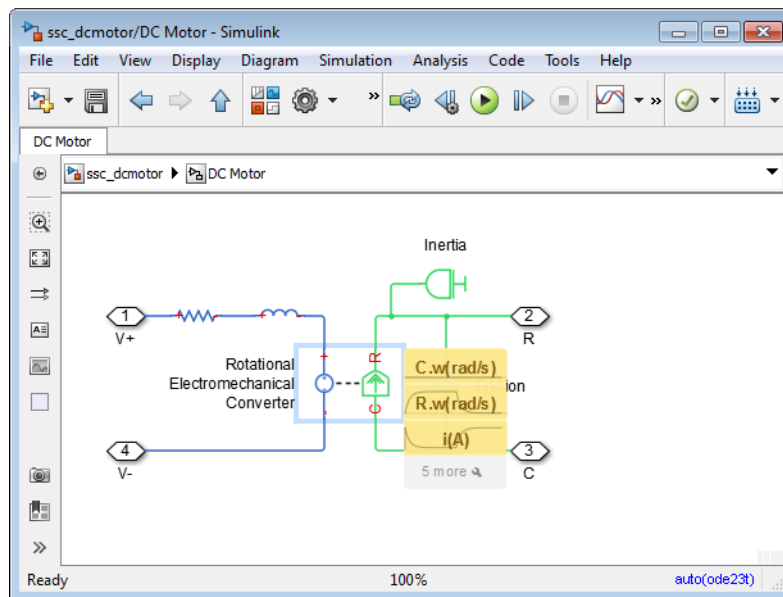 ssc_dcmotor/DC Motor - Simulink
File Edit View Display Diagram Simulation Analysis Code Tools Help
» »
DC Motor
ssc_dcmotor DC Motor
Inertia
1
V+
2
R
Rotational
Electromechanical
Converter
+
-
R
C
C.w(rad/s)
R.w(rad/s)
ion
i(A)
5 more
4
V-
3
C
A
»
Ready 100% auto(ode23t)